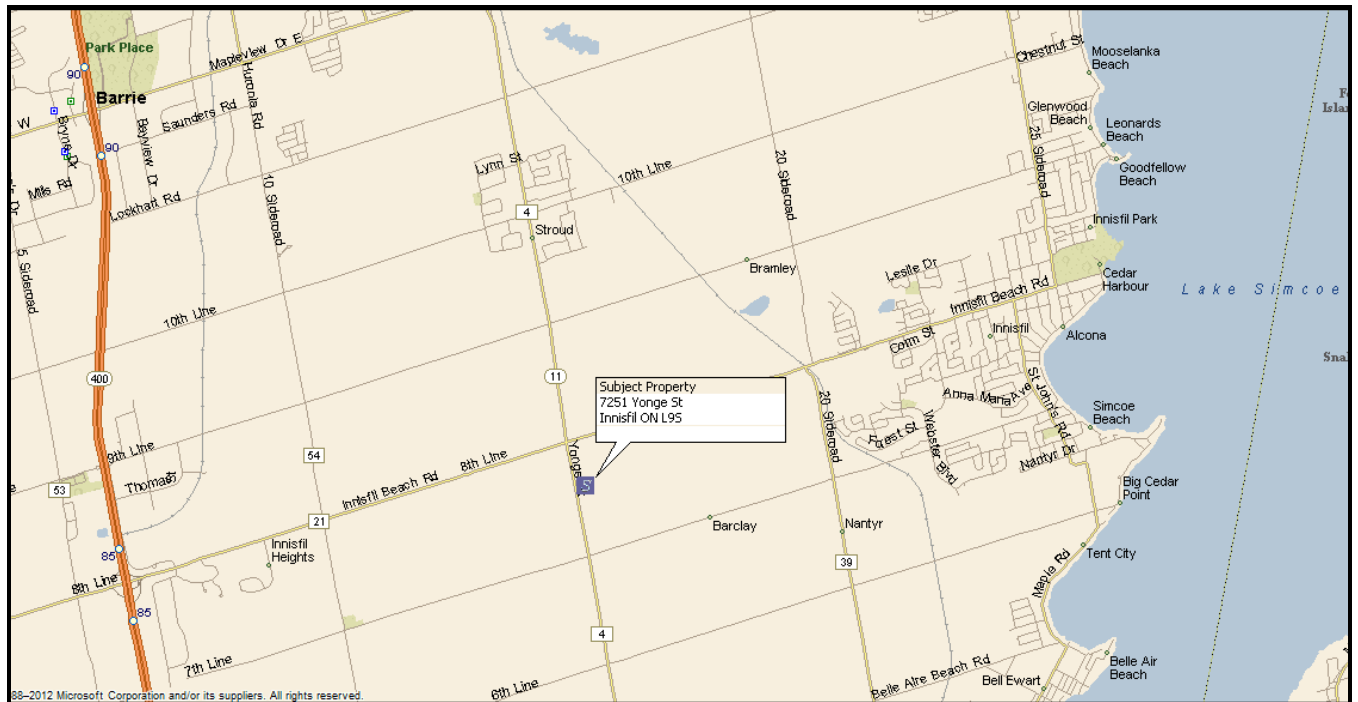 Park Place
Mapleview Dr E
Chestnut St
Mooselanka
Beach
90
Barrie
Huronia Rd
W
Saunders Rd
Glenwood
Beach
Leonards
Beach
Bryne Dr
90
Bayview Dr
25 Sideroad
Goodfellow
Beach
Lynn St
10th Line
20 Sideroad
Mills Rd
Dr
Lockhart Rd
10 Sideroad
4
Stroud
Innisfil Park
5 Sideroad
Bramley
Leslie Dr
Cedar
Harbour
Lake Simcoe
Innisfil Beach Rd
10th Line
Corm St
Innisfil
Alcona
400
11
Subject Property
7251 Yonge St
Innisfil ON L9S
Anna Maria Ave
St John's Rd
Simcoe
Beach
20 Sideroad
Webster Blvd
Forest St
Nantyr Dr
9th Line
54
Yonge
8th Line
Innisfil Beach Rd
53
Thomas
S
Big Cedar
Point
21
Barclay
Nantyr
Innisfil
Heights
85
8th Line
39
Tent City
Maple Rd
85
4
7th Line
6th Line
Belle Aire Beach Rd
Belle Air
Beach
Bell Ewart
88–2012 Microsoft Corporation and/or its suppliers. All rights reserved.